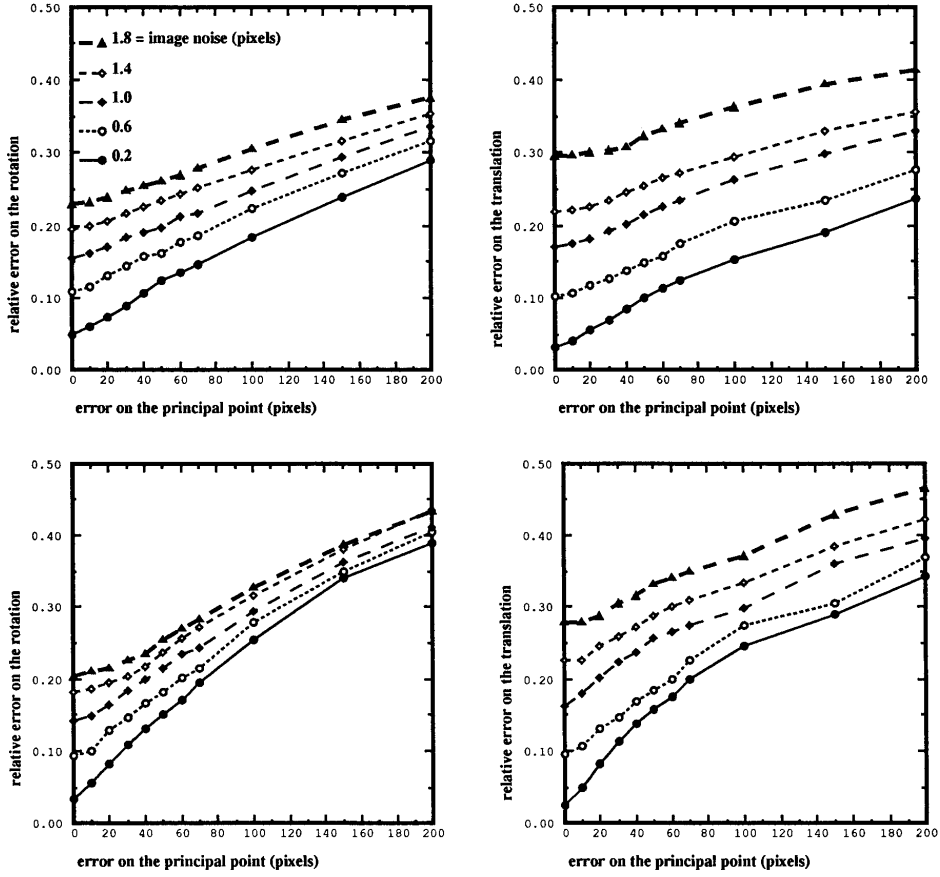 0.50
0.40
0.30
0.20
0.10
0.00
relative error on the rotation
1.8 = image noise (pixels)
1.4
1.0
0.6
0.2
0 20 40 60 80 100 120 140 160 180 200
error on the principal point (pixels)
0.50
0.40
0.30
0.20
0.10
0.00
relative error on the translation
0 20 40 60 80 100 120 140 160 180 200
error on the principal point (pixels)
0.50
0.40
0.30
0.20
0.10
0.00
relative error on the rotation
0 20 40 60 80 100 120 140 160 180 200
error on the principal point (pixels)
0.50
0.40
0.30
0.20
0.10
0.00
relative error on the translation
0 20 40 60 80 100 120 140 160 180 200
error on the principal point (pixels)